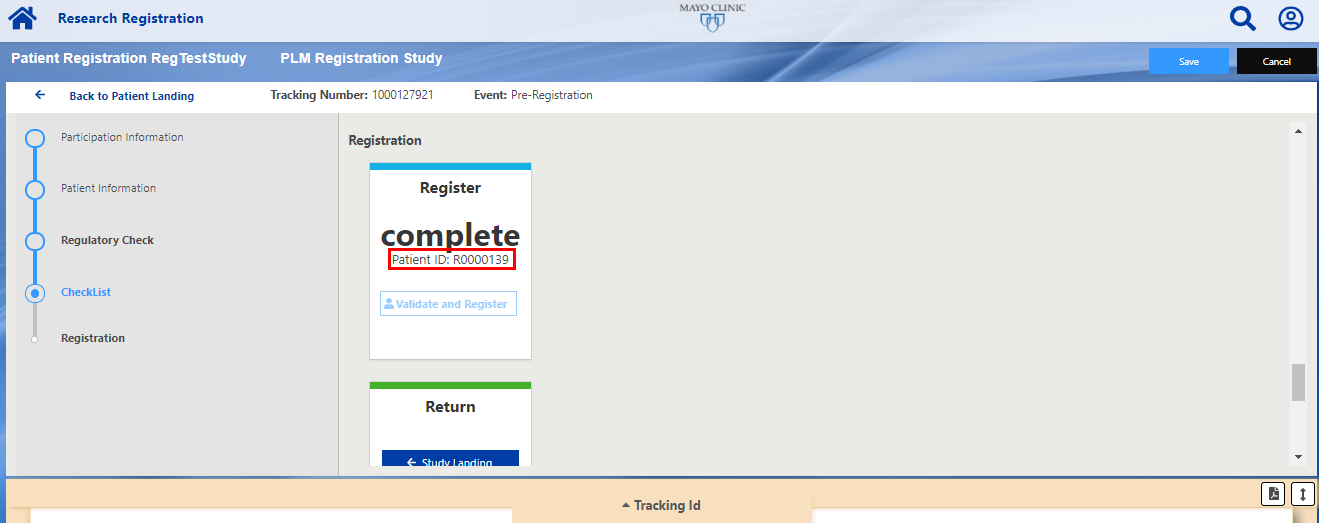 Research Registration
MAYO CLINIC
Patient Registration RegTestStudy
PLM Registration Study
Save
Cancel
Back to Patient Landing
Tracking Number: 1000127921
Event: Pre-Registration
Participation Information
Patient Information
Regulatory Check
CheckList
Registration
Registration
Register
complete
Patient ID: R0000139
Validate and Register
Return
Study Landing
Tracking Id